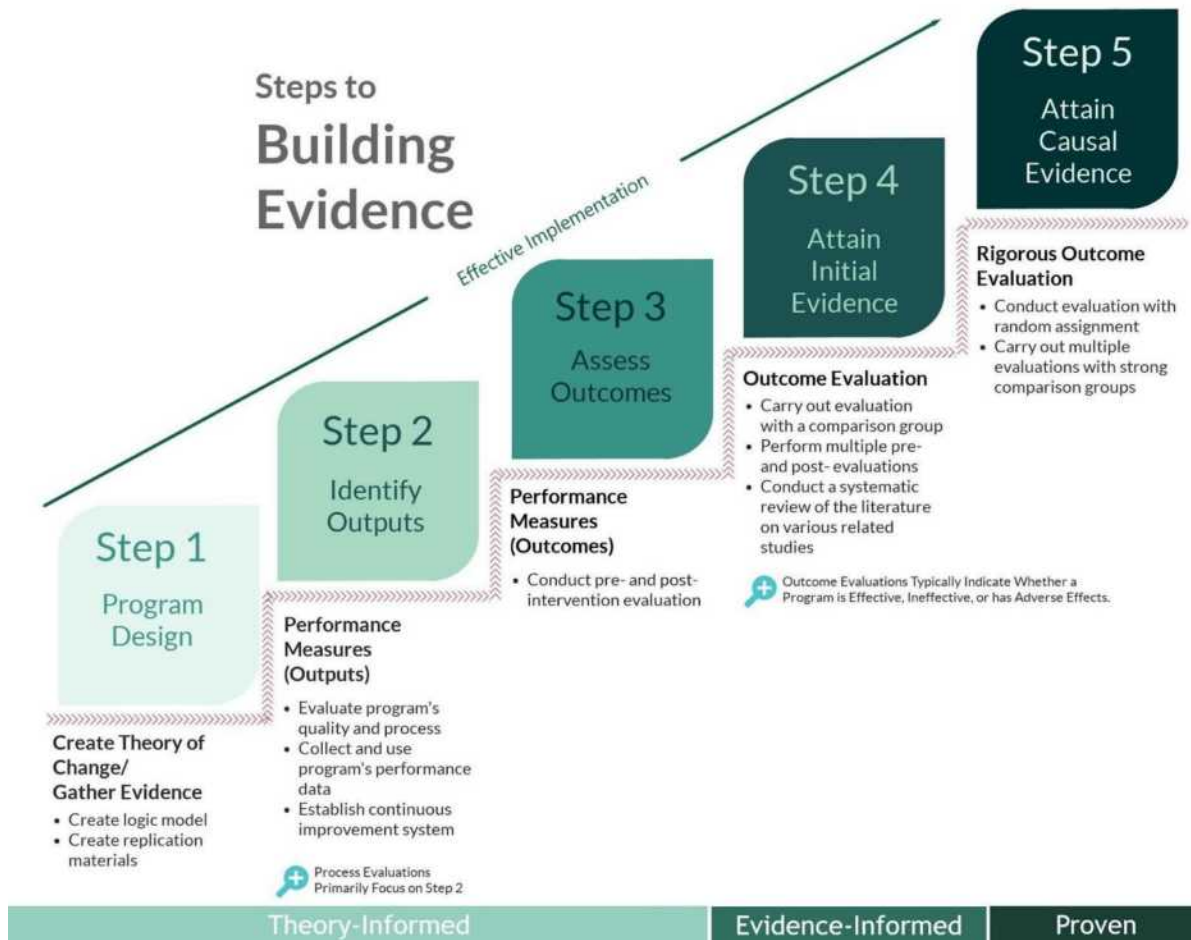 Steps to
Building
Evidence
Effective Implementation
Step 1
Program
Design
Create Theory of
Change/
Gather Evidence
• Create logic model
• Create replication
materials
Step 2
Identify
Outputs
Performance
Measures
(Outputs)
• Evaluate program's
quality and process
• Collect and use
program's performance
data
• Establish continuous
improvement system
Process Evaluations
Primarily Focus on Step 2
Step 3
Assess
Outcomes
Performance
Measures
(Outcomes)
• Conduct pre- and post-
intervention evaluation
Step 4
Attain
Initial
Evidence
Outcome Evaluation
• Carry out evaluation
with a comparison group
• Perform multiple pre-
and post- evaluations
• Conduct a systematic
review of the literature
on various related
studies
Outcome Evaluations Typically Indicate Whether a
Program is Effective, Ineffective, or has Adverse Effects.
Step 5
Attain
Causal
Evidence
Rigorous Outcome
Evaluation
• Conduct evaluation with
random assignment
• Carry out multiple
evaluations with strong
comparison groups
Theory-Informed
Evidence-Informed
Proven